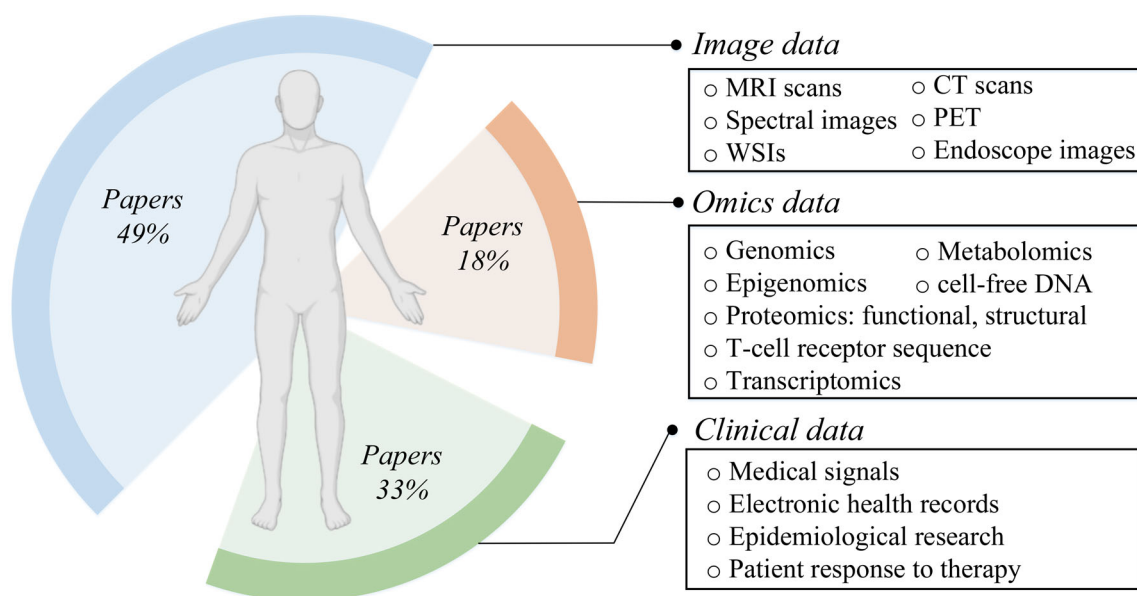 Papers
49%
Papers
18%
Papers
33%
Image data
○ MRI scans
○ CT scans
○ Spectral images
○ PET
○ WSIs
○ Endoscope images
Omics data
○ Genomics
○ Metabolomics
○ Epigenomics
○ cell-free DNA
○ Proteomics: functional, structural
○ T-cell receptor sequence
○ Transcriptomics
Clinical data
○ Medical signals
○ Electronic health records
○ Epidemiological research
○ Patient response to therapy